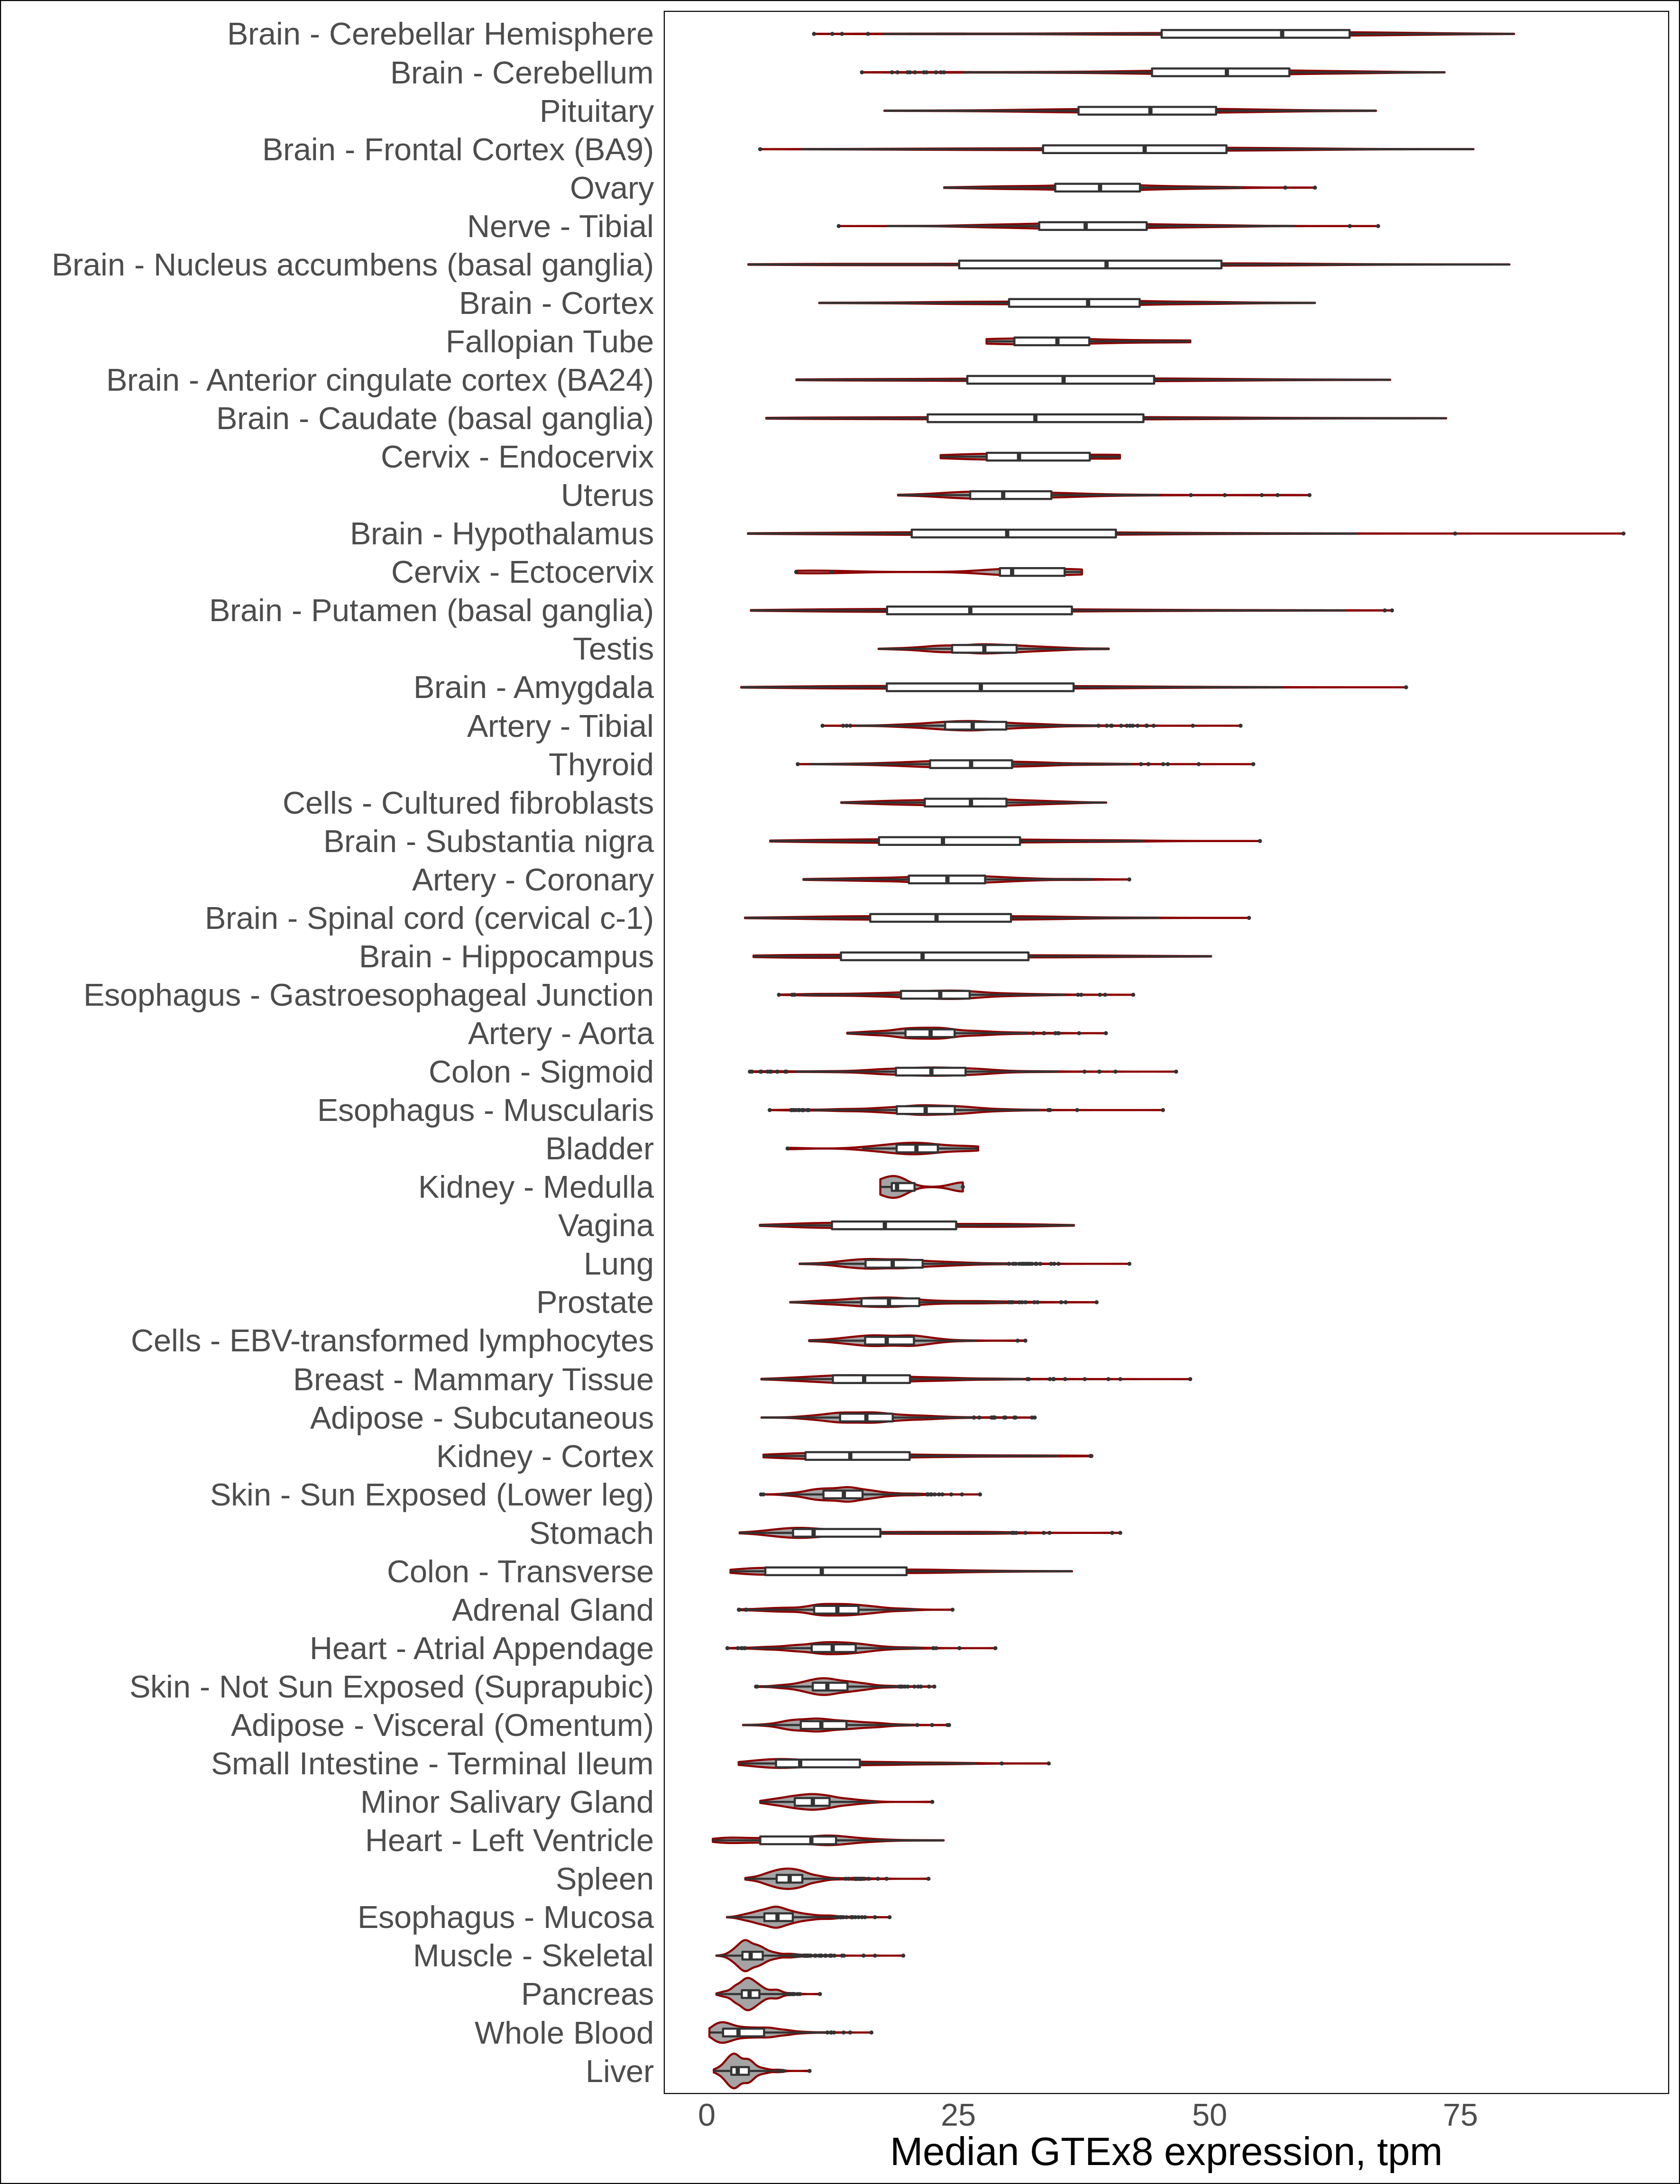 Brain - Cerebellar Hemisphere
Brain - Cerebellum
Pituitary
Brain - Frontal Cortex (BA9)
Ovary
Nerve - Tibial
Brain - Nucleus accumbens (basal ganglia)
Brain - Cortex
Fallopian Tube
Brain - Anterior cingulate cortex (BA24)
Brain - Caudate (basal ganglia)
Cervix - Endocervix
Uterus
Brain - Hypothalamus
Cervix - Ectocervix
Brain - Putamen (basal ganglia)
Testis
Brain - Amygdala
Artery - Tibial
Thyroid
Cells - Cultured fibroblasts
Brain - Substantia nigra
Artery - Coronary
Brain - Spinal cord (cervical c-1)
Brain - Hippocampus
Esophagus - Gastroesophageal Junction
Artery - Aorta
Colon - Sigmoid
Esophagus - Muscularis
Bladder
Kidney - Medulla
Vagina
Lung
Prostate
Cells - EBV-transformed lymphocytes
Breast - Mammary Tissue
Adipose - Subcutaneous
Kidney - Cortex
Skin - Sun Exposed (Lower leg)
Stomach
Colon - Transverse
Adrenal Gland
Heart - Atrial Appendage
Skin - Not Sun Exposed (Suprapubic)
Adipose - Visceral (Omentum)
Small Intestine - Terminal Ileum
Minor Salivary Gland
Heart - Left Ventricle
Spleen
Esophagus - Mucosa
Muscle - Skeletal
Pancreas
Whole Blood
Liver
0 25 50 75
Median GTEx8 expression, tpm